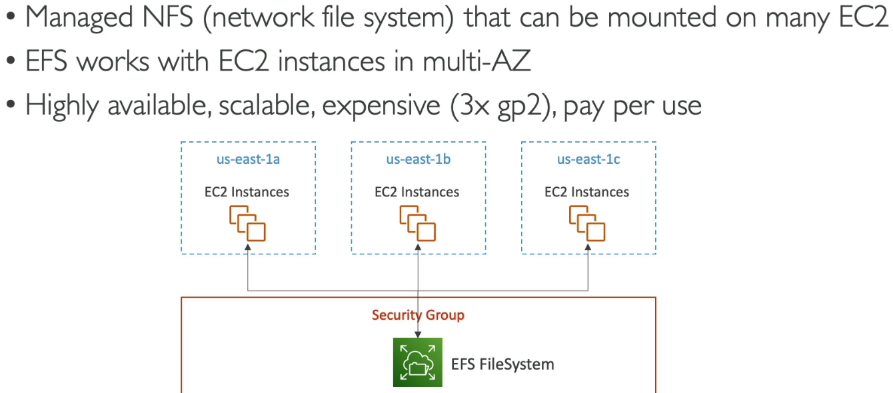 • Managed NFS (network file system) that can be mounted on many EC2
• EFS works with EC2 instances in multi-AZ
• Highly available, scalable, expensive (3x gp2), pay per use
us-east-1a
us-east-1b
us-east-1c
EC2 Instances
EC2 Instances
EC2 Instances
Security Group
EFS FileSystem